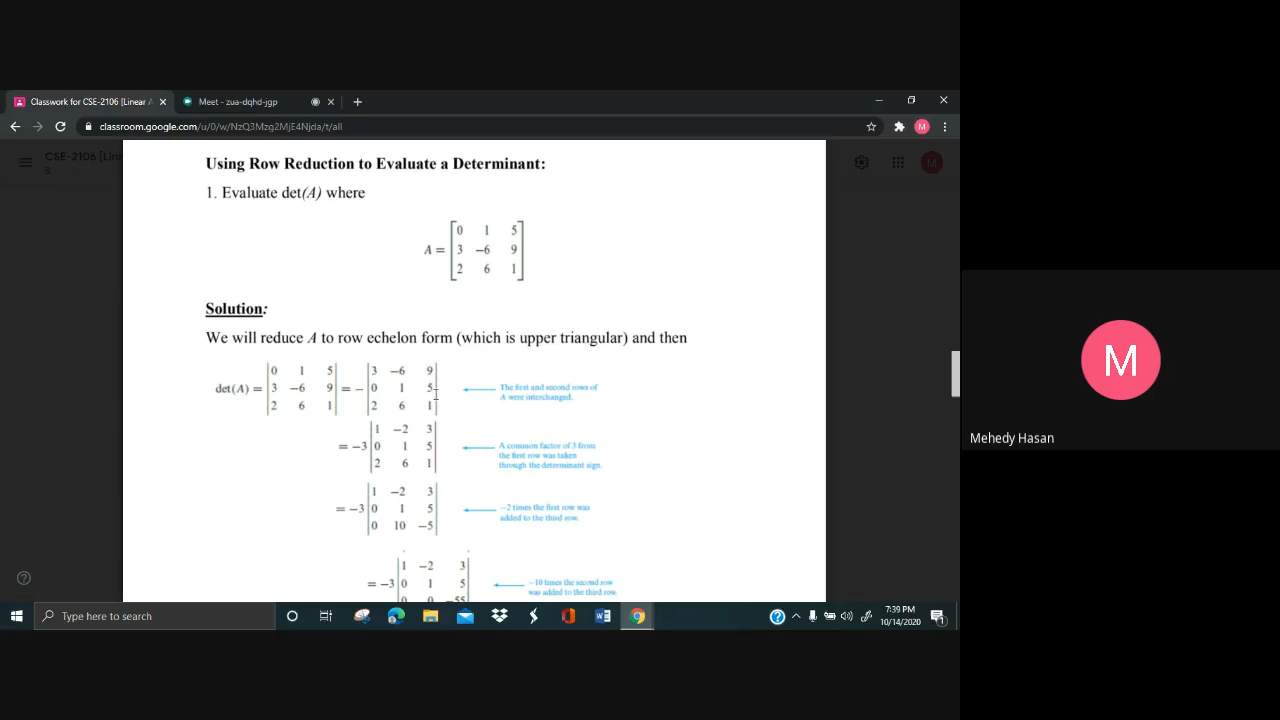 Classwork for CSE-2106 [Linear A
Meet - zua-dqhd-jgp
classroom.google.com/u/0/w/NzQ3Mzg2MjE4Njda/t/all
M
CSE-2106 [Lin
8
M
Using Row Reduction to Evaluate a Determinant:
1. Evaluate det(A) where
0 1 5
A = 3 −6 9
2 6 1
Solution:
We will reduce A to row echelon form (which is upper triangular) and then
0 1 5 3 −6 9
det(A) = 3 −6 9 = − 0 1 5
2 6 1 2 6 1
The first and second rows of
A were interchanged.
1 −2 3
= −3 0 1 5
2 6 1
A common factor of 3 from
the first row was taken
through the determinant sign.
1 −2 3
= −3 0 1 5
0 10 −5
−2 times the first row was
added to the third row.
1 −2 3
= −3 0 1 5
0 0 −55
−10 times the second row
was added to the third row.
M
Mehedy Hasan
Type here to search
7:39 PM
10/14/2020
1